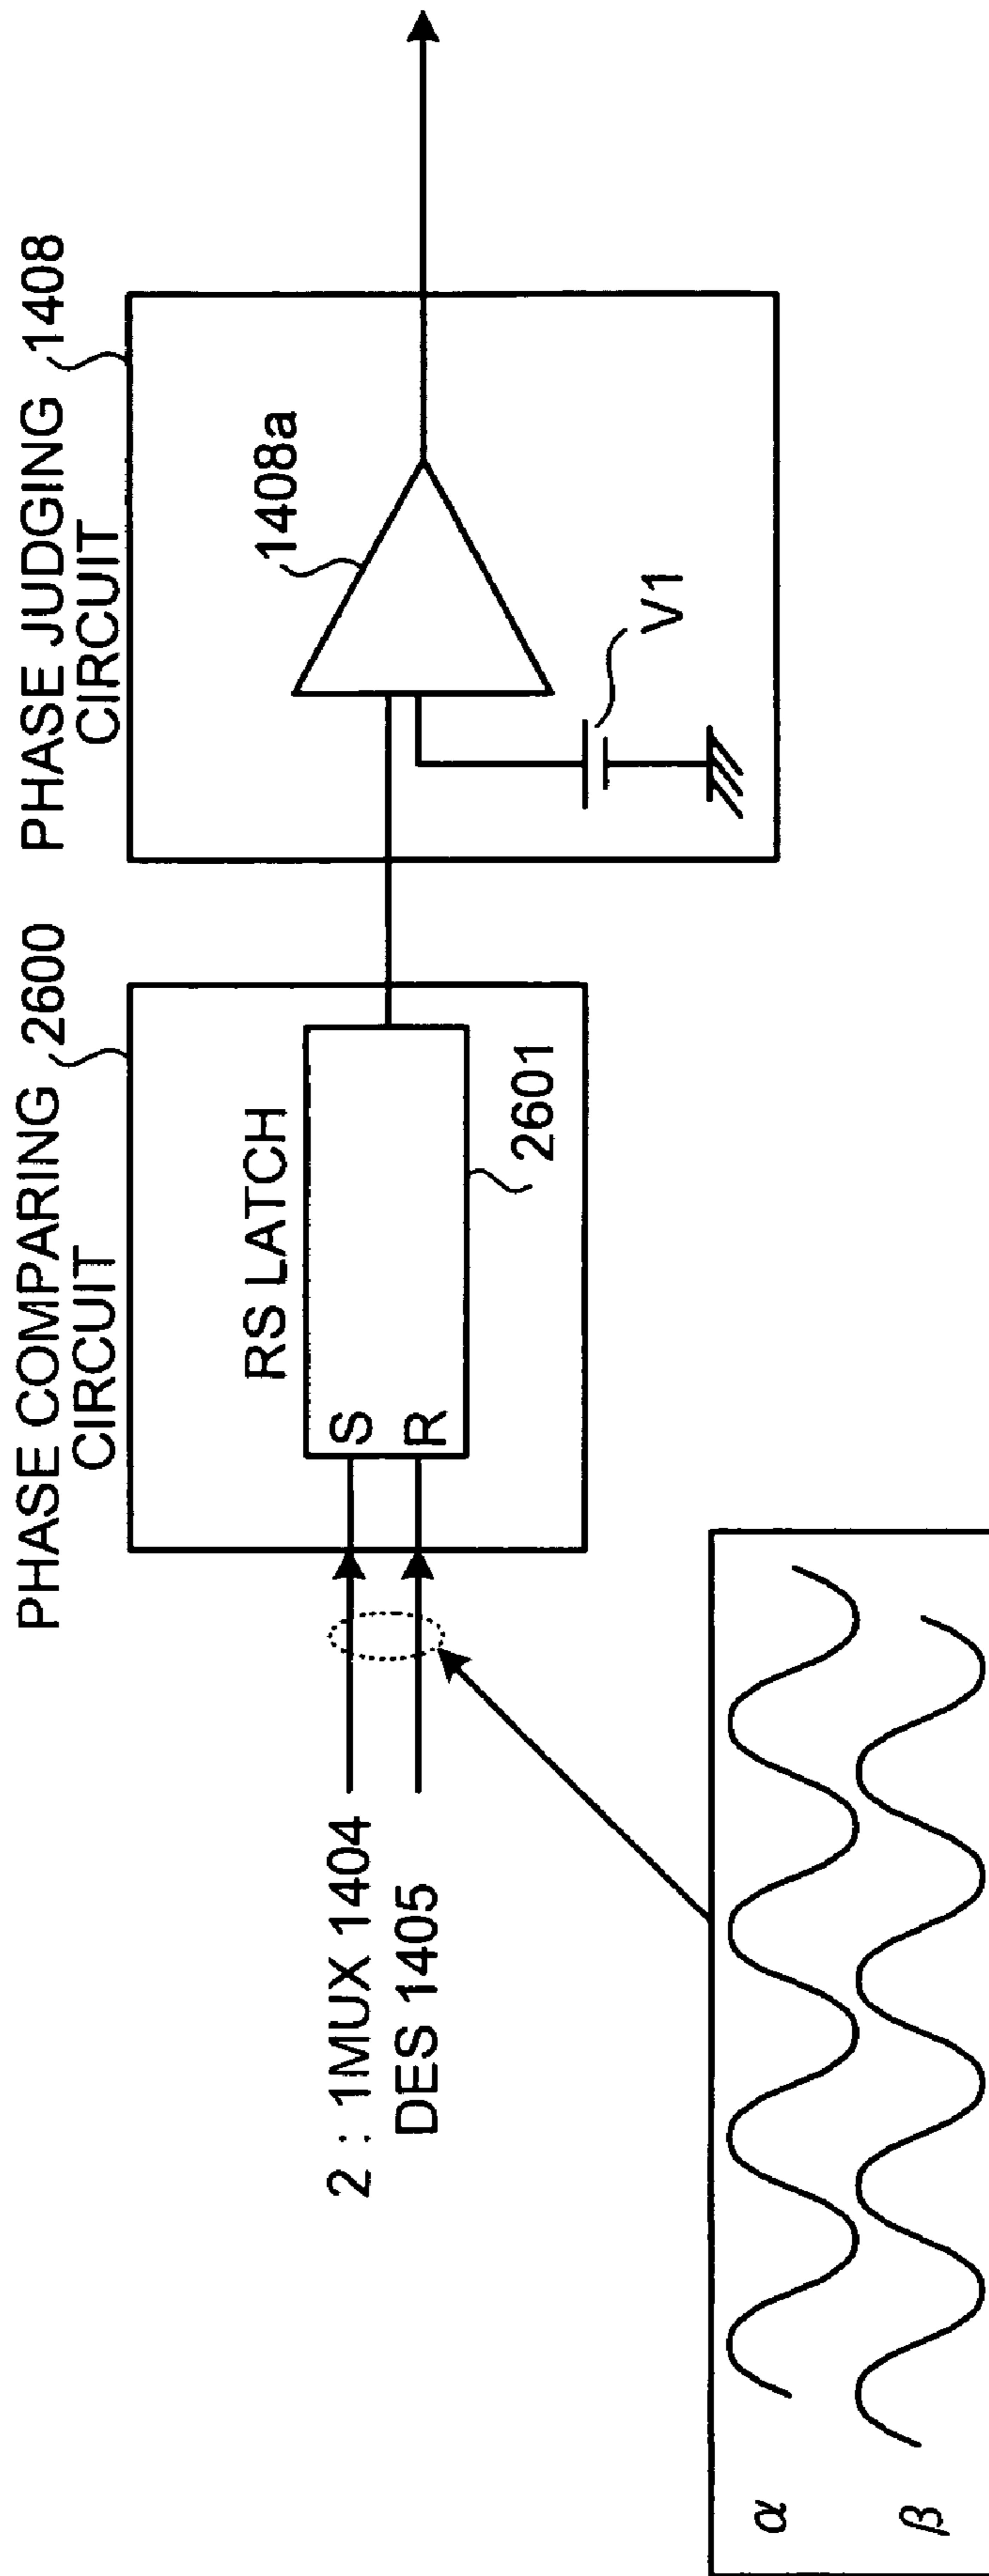 PHASE COMPARING 2600
CIRCUIT
PHASE JUDGING 1408
CIRCUIT
RS LATCH
S
R
2601
1408a
V1
2 : 1MUX 1404
DES 1405
α
β